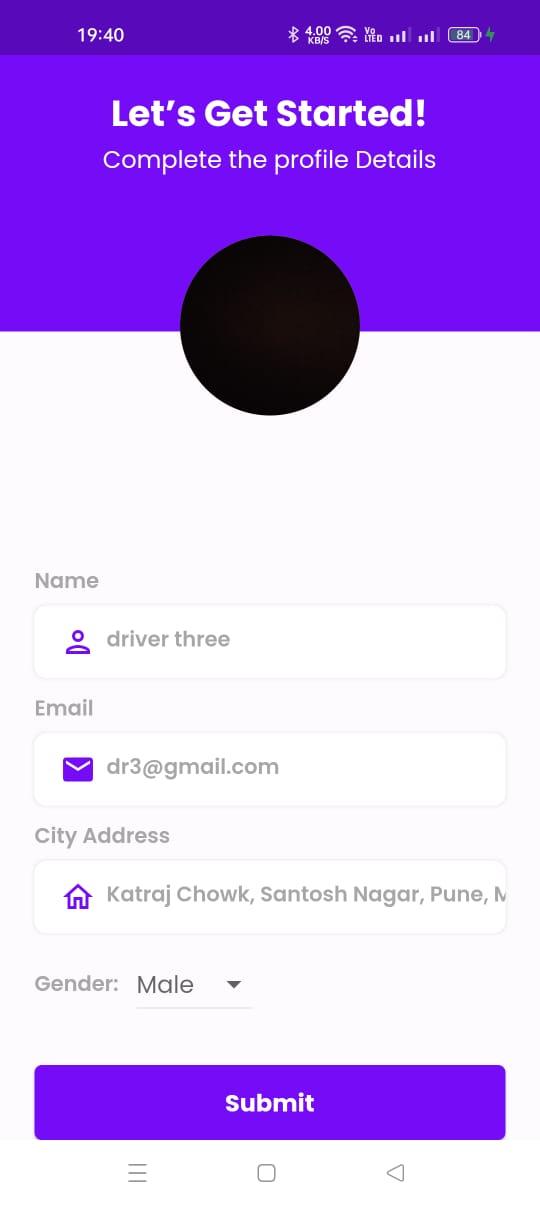 19:40
4.00 KB/S
Vo LTE
84
Let's Get Started!
Complete the profile Details
Name
driver three
Email
dr3@gmail.com
City Address
Katraj Chowk, Santosh Nagar, Pune, M
Gender: Male
Submit